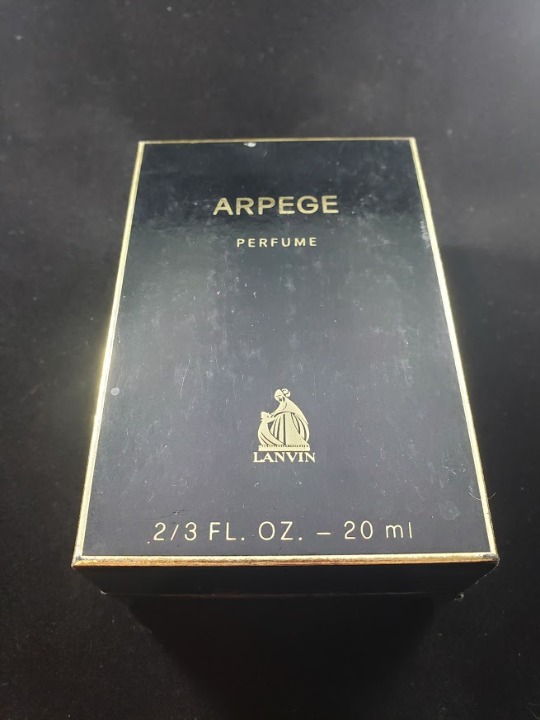 ARPEGE
PERFUME
LANVIN
2/3 FL. OZ. – 20 ml